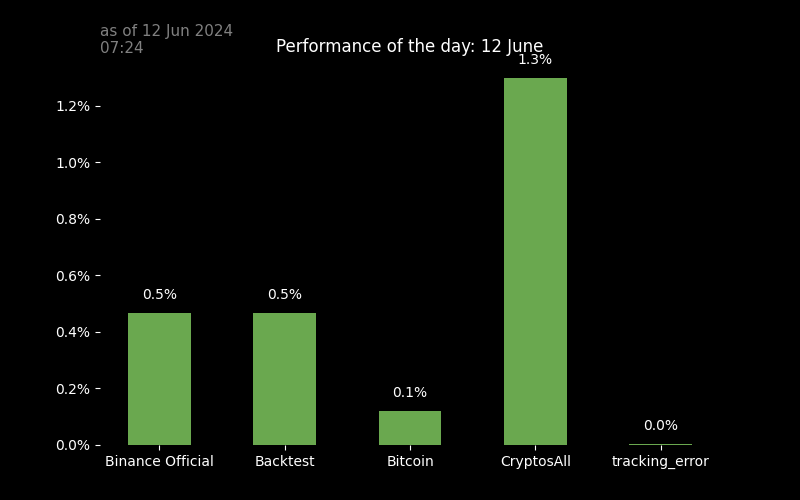 as of 12 Jun 2024
07:24
Performance of the day: 12 June
1.3%
1.2%
1.0%
0.8%
0.6%
0.5%
0.5%
0.4%
0.1%
0.2%
0.0%
0.0%
Binance Official
Backtest
Bitcoin
CryptosAll
tracking_error